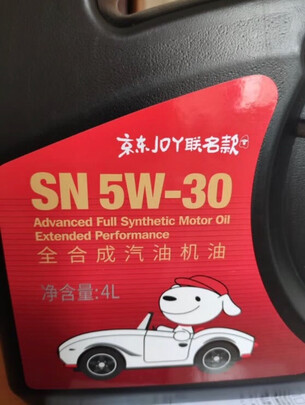 京东JOY联名款
SN 5W-30
Advanced Full Synthetic Motor Oil
Extended Performance
全合成汽油机油
净含量:4L